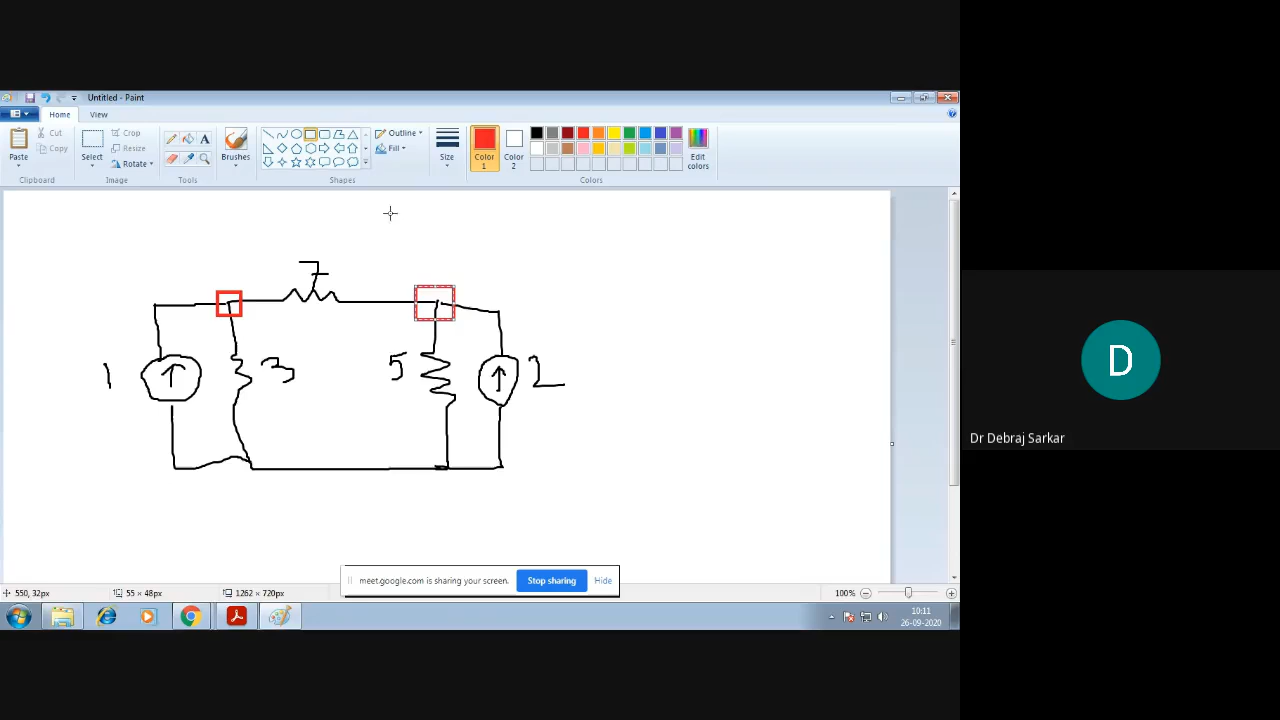 Untitled - Paint
Home
View
Paste
Cut
Copy
Clipboard
Select
Crop
Resize
Rotate
Image
A
Tools
Brushes
Outline
Fill
Shapes
Size
Color
1
Color
2
Edit
colors
Colors
7
1
3
5
2
meet.google.com is sharing your screen.
Stop sharing
Hide
550, 32px
55 × 48px
1262 × 720px
100%
10:11
26-09-2020
D
Dr Debraj Sarkar